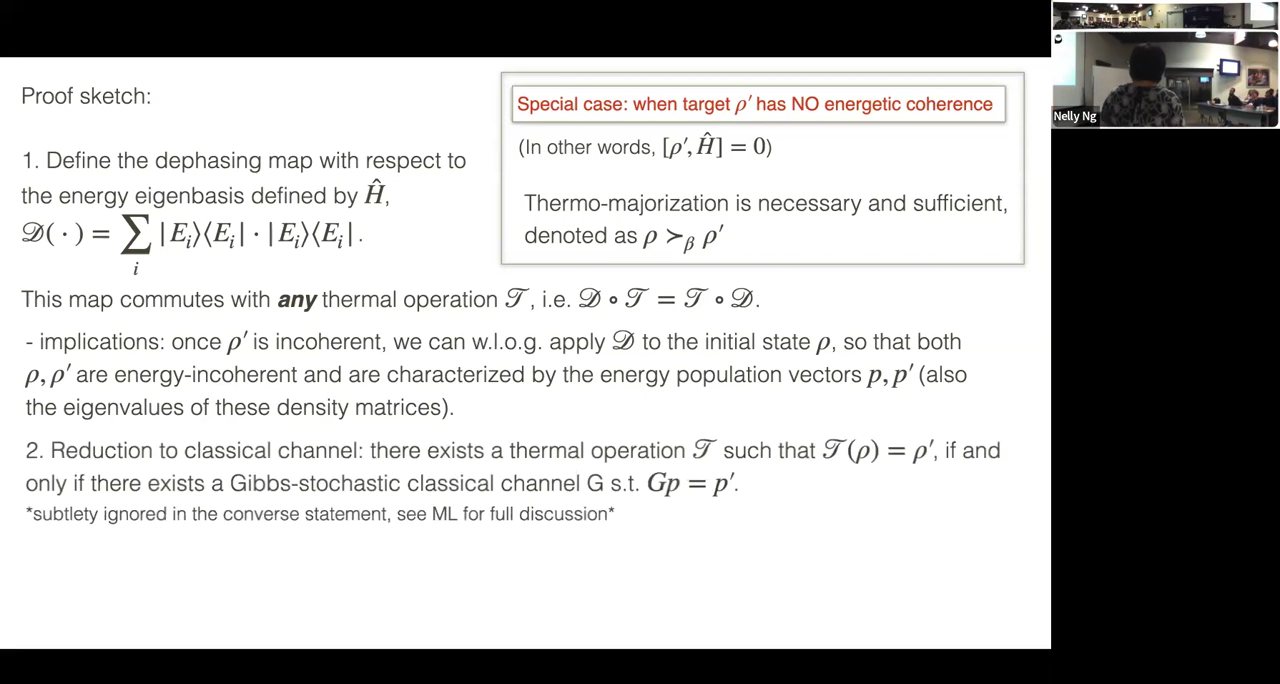 Proof sketch:
1. Define the dephasing map with respect to
the energy eigenbasis defined by Ĥ,
𝒟( · ) = ∑ᵢ |Eᵢ⟩⟨Eᵢ| · |Eᵢ⟩⟨Eᵢ| .
Special case: when target ρ′ has NO energetic coherence
(In other words, [ρ′, Ĥ] = 0)
Thermo-majorization is necessary and sufficient,
denoted as ρ ≻β ρ′
This map commutes with any thermal operation 𝒯, i.e. 𝒟 ∘ 𝒯 = 𝒯 ∘ 𝒟.
- implications: once ρ′ is incoherent, we can w.l.o.g. apply 𝒟 to the initial state ρ, so that both
ρ, ρ′ are energy-incoherent and are characterized by the energy population vectors p, p′ (also
the eigenvalues of these density matrices).
2. Reduction to classical channel: there exists a thermal operation 𝒯 such that 𝒯(ρ) = ρ′, if and
only if there exists a Gibbs-stochastic classical channel G s.t. Gp = p′.
*subtlety ignored in the converse statement, see ML for full discussion*
Nelly Ng